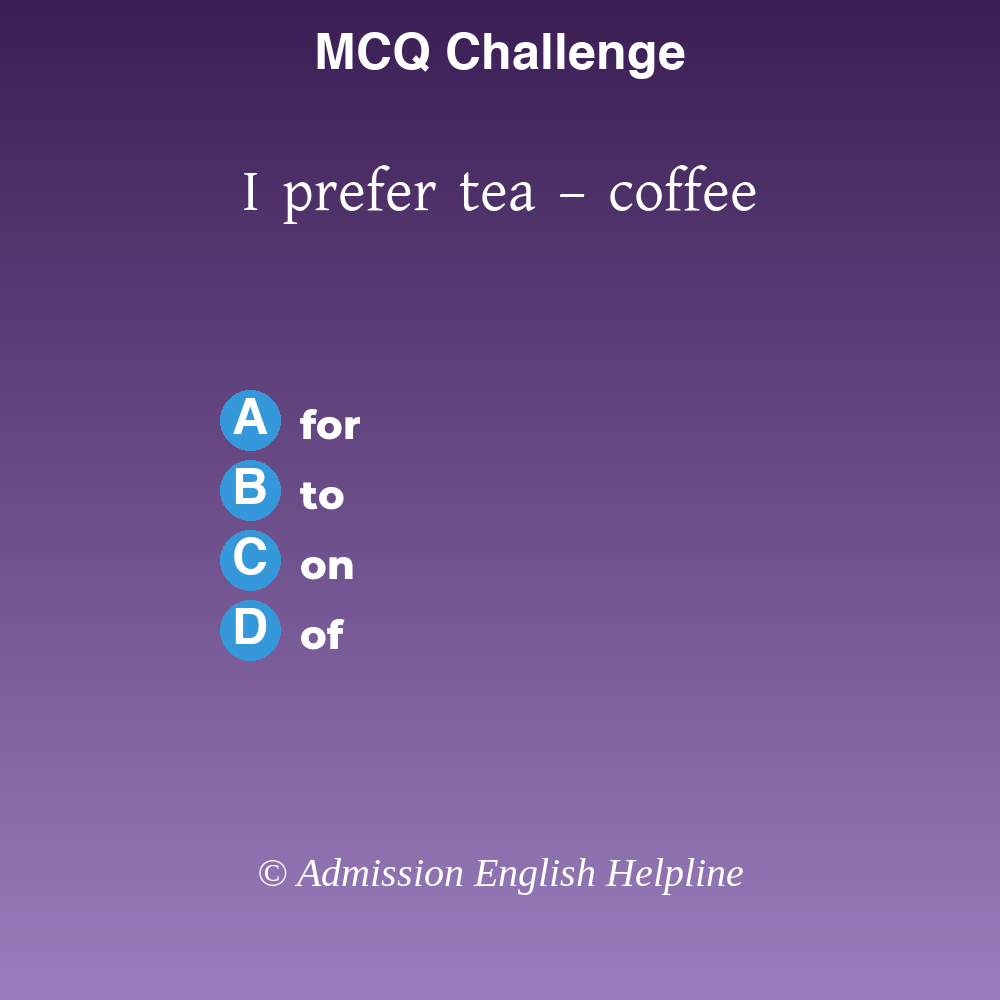 MCQ Challenge
I prefer tea – coffee
A for
B to
C on
D of
© Admission English Helpline